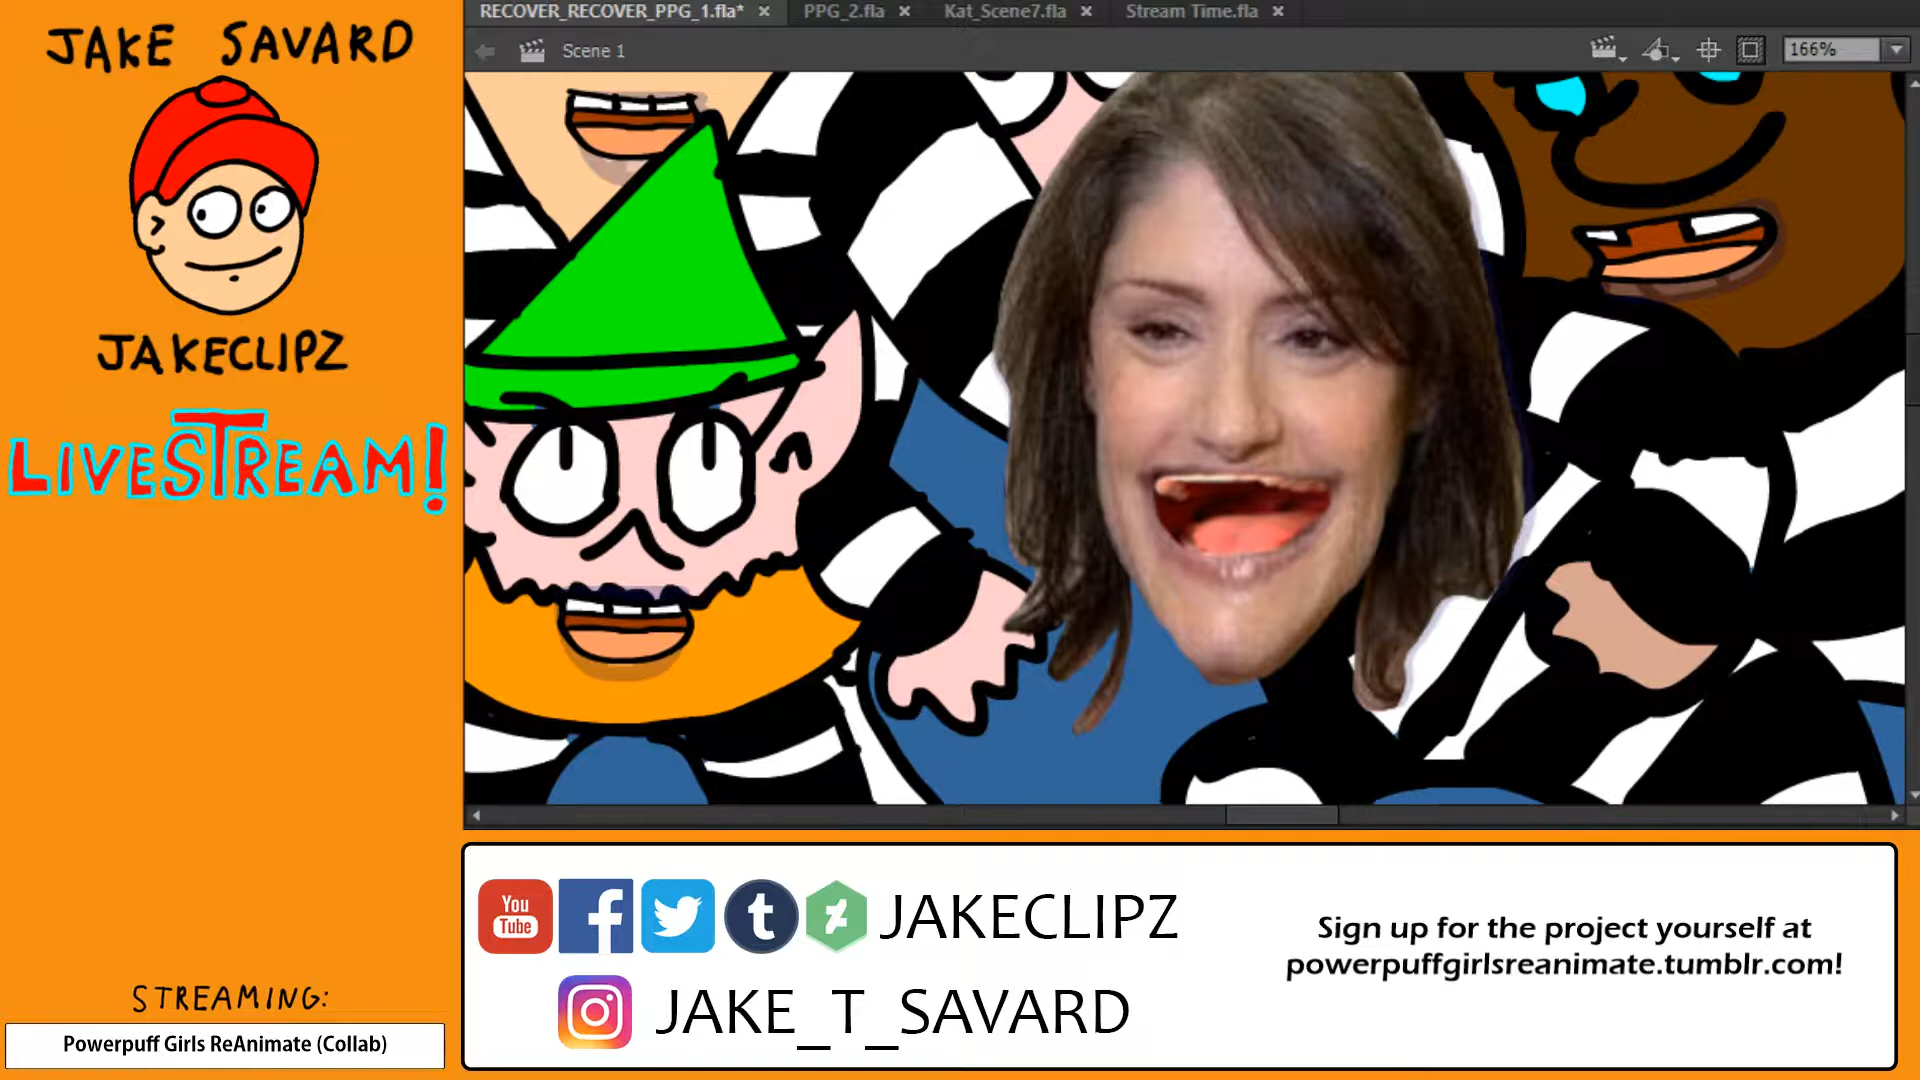 JAKE SAVARD
JAKECLIPZ
LIVESTREAM!
STREAMING:
Powerpuff Girls ReAnimate (Collab)
RECOVER_RECOVER_PPG_1.fla* × PPG_2.fla × Kat_Scene7.fla × Stream Time.fla ×
Scene 1
166%
You
Tube
f
t
JAKECLIPZ
JAKE_T_SAVARD
Sign up for the project yourself at
powerpuffgirlsreanimate.tumblr.com!